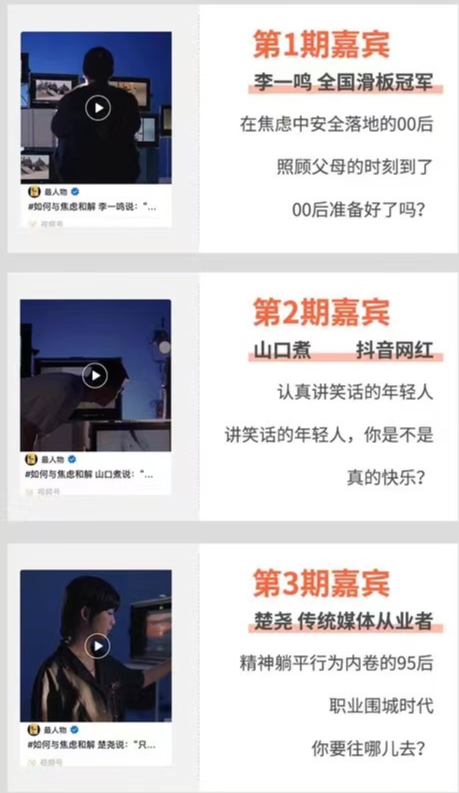 第1期嘉宾
李一鸣 全国滑板冠军
在焦虑中安全落地的00后
照顾父母的时刻到了
00后准备好了吗？
最人物
#如何与焦虑和解 李一鸣说：“...
视频号
第2期嘉宾
山口煮 抖音网红
认真讲笑话的年轻人
讲笑话的年轻人，你是不是
真的快乐？
最人物
#如何与焦虑和解 山口煮说：“...
视频号
第3期嘉宾
楚尧 传统媒体从业者
精神躺平行为内卷的95后
职业围城时代
你要往哪儿去？
最人物
#如何与焦虑和解 楚尧说：“只...
视频号